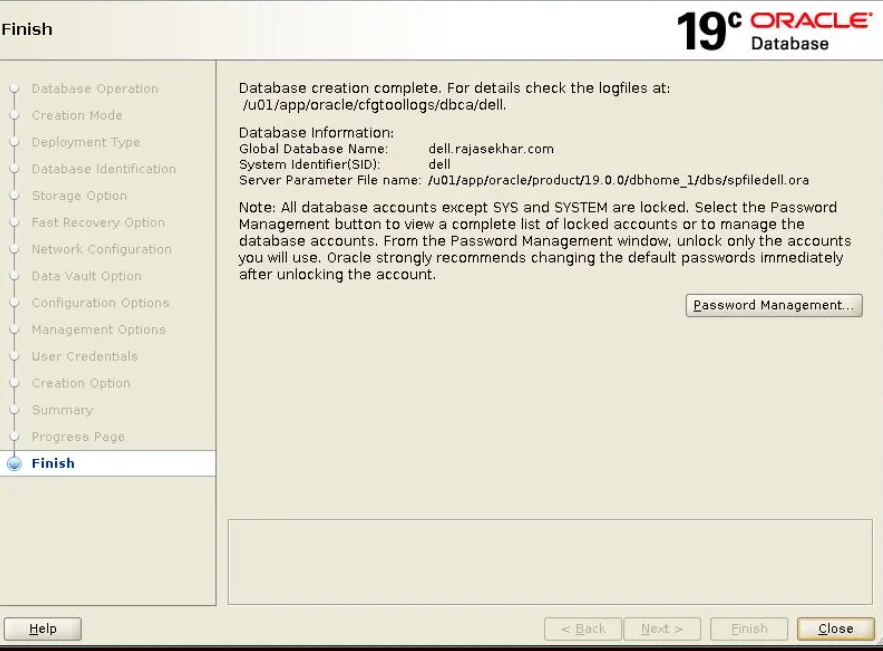 Finish
19c ORACLE
Database
Database Operation
Creation Mode
Deployment Type
Database Identification
Storage Option
Fast Recovery Option
Network Configuration
Data Vault Option
Configuration Options
Management Options
User Credentials
Creation Option
Summary
Progress Page
Finish
Database creation complete. For details check the logfiles at:
/u01/app/oracle/cfgtoollogs/dbca/dell.
Database Information:
Global Database Name: dell.rajasekhar.com
System Identifier(SID): dell
Server Parameter File name: /u01/app/oracle/product/19.0.0/dbhome_1/dbs/spfiledell.ora
Note: All database accounts except SYS and SYSTEM are locked. Select the Password
Management button to view a complete list of locked accounts or to manage the
database accounts. From the Password Management window, unlock only the accounts
you will use. Oracle strongly recommends changing the default passwords immediately
after unlocking the account.
Password Management...
Help
< Back
Next >
Finish
Close